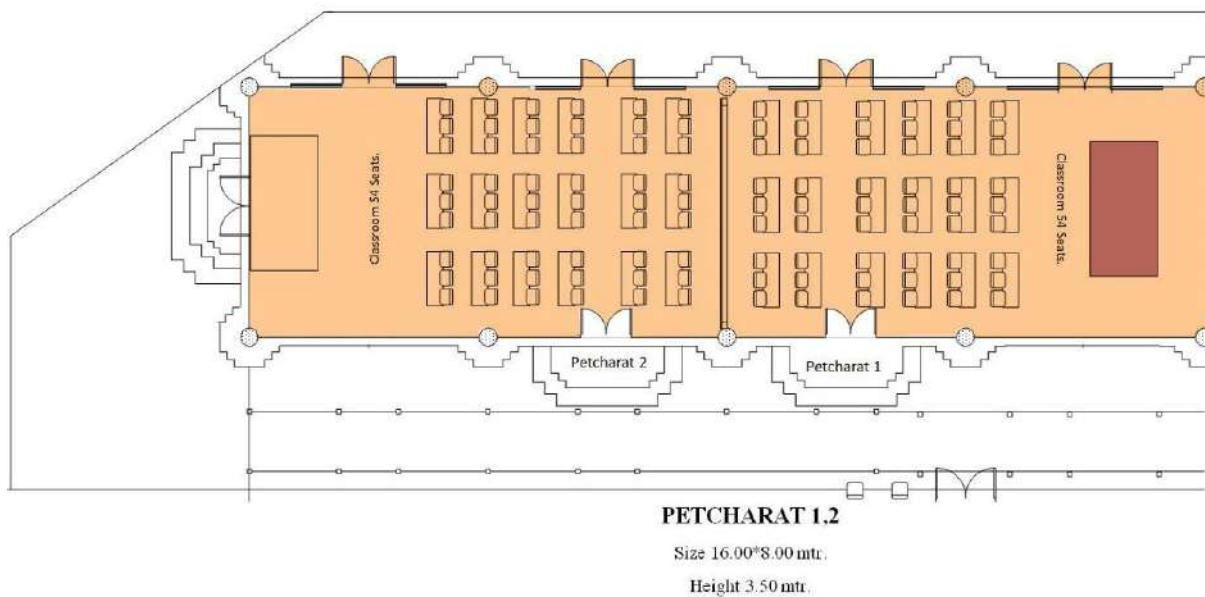 Classroom 54 Seats.
Classroom 54 Seats.
Petcharat 2
Petcharat 1
PETCHARAT 1,2
Size 16.00*8.00 mtr.
Height 3.50 mtr.